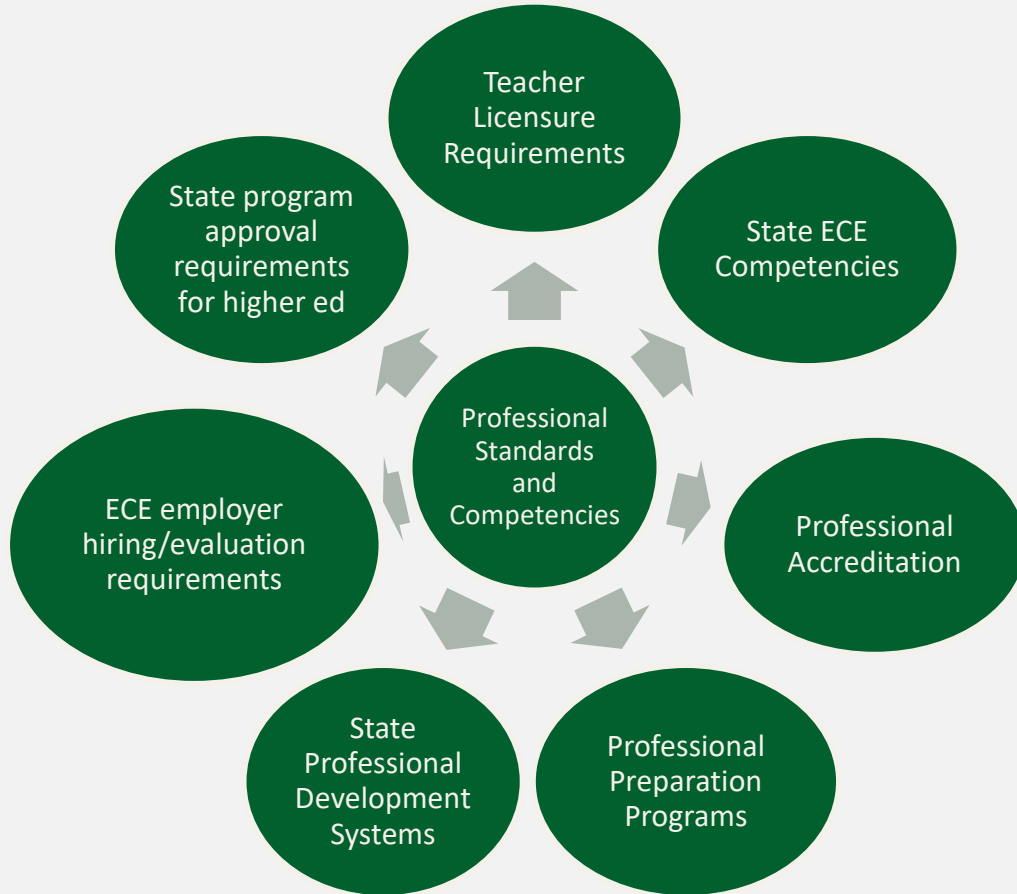 Teacher
Licensure
Requirements
State program
approval
requirements
for higher ed
State ECE
Competencies
Professional
Standards
and
Competencies
ECE employer
hiring/evaluation
requirements
Professional
Accreditation
State
Professional
Development
Systems
Professional
Preparation
Programs